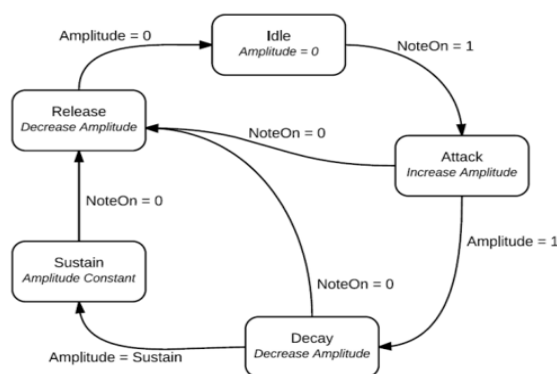 Amplitude = 0
Idle
Amplitude = 0
NoteOn = 1
Release
Decrease Amplitude
NoteOn = 0
Attack
Increase Amplitude
NoteOn = 0
Amplitude = 1
Sustain
Amplitude Constant
NoteOn = 0
Decay
Decrease Amplitude
Amplitude = Sustain